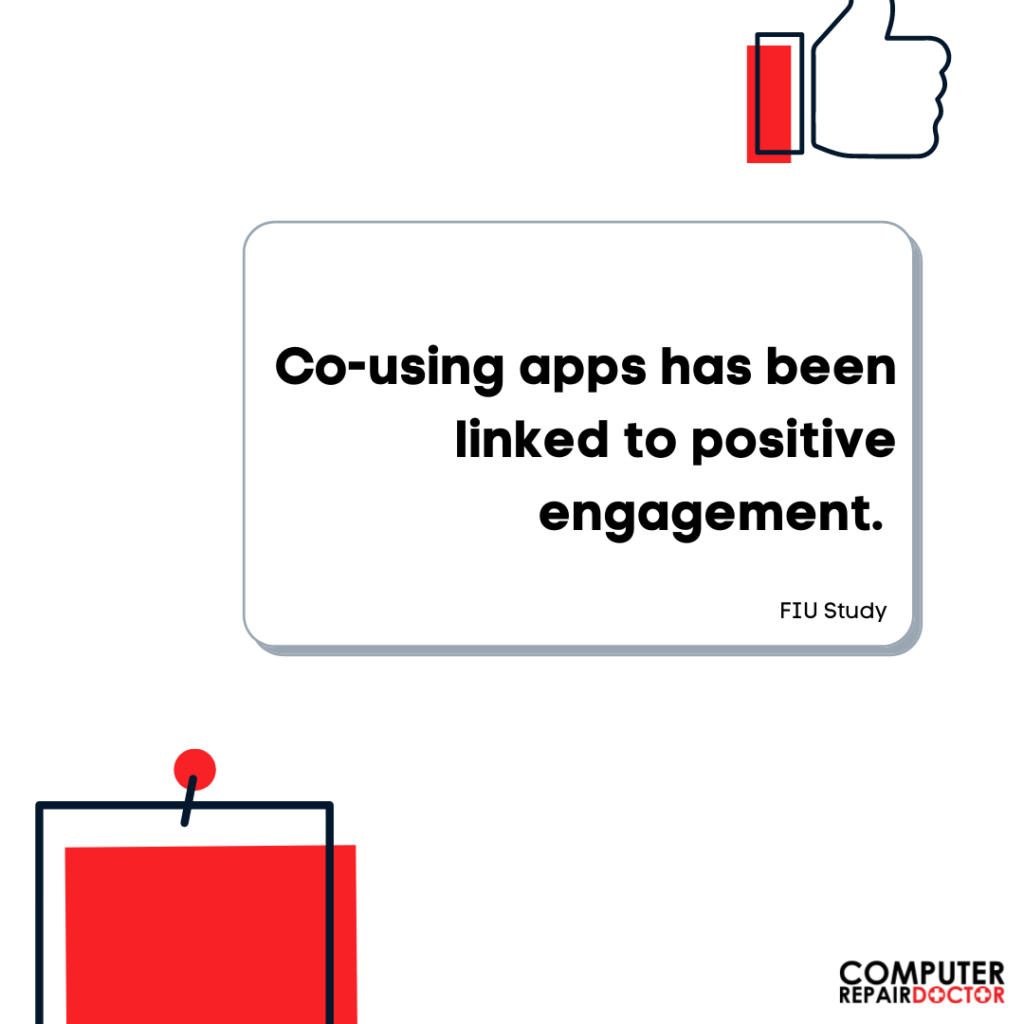 Co-using apps has been
linked to positive
engagement.
FIU Study
COMPUTER
REPAIRDOCTOR